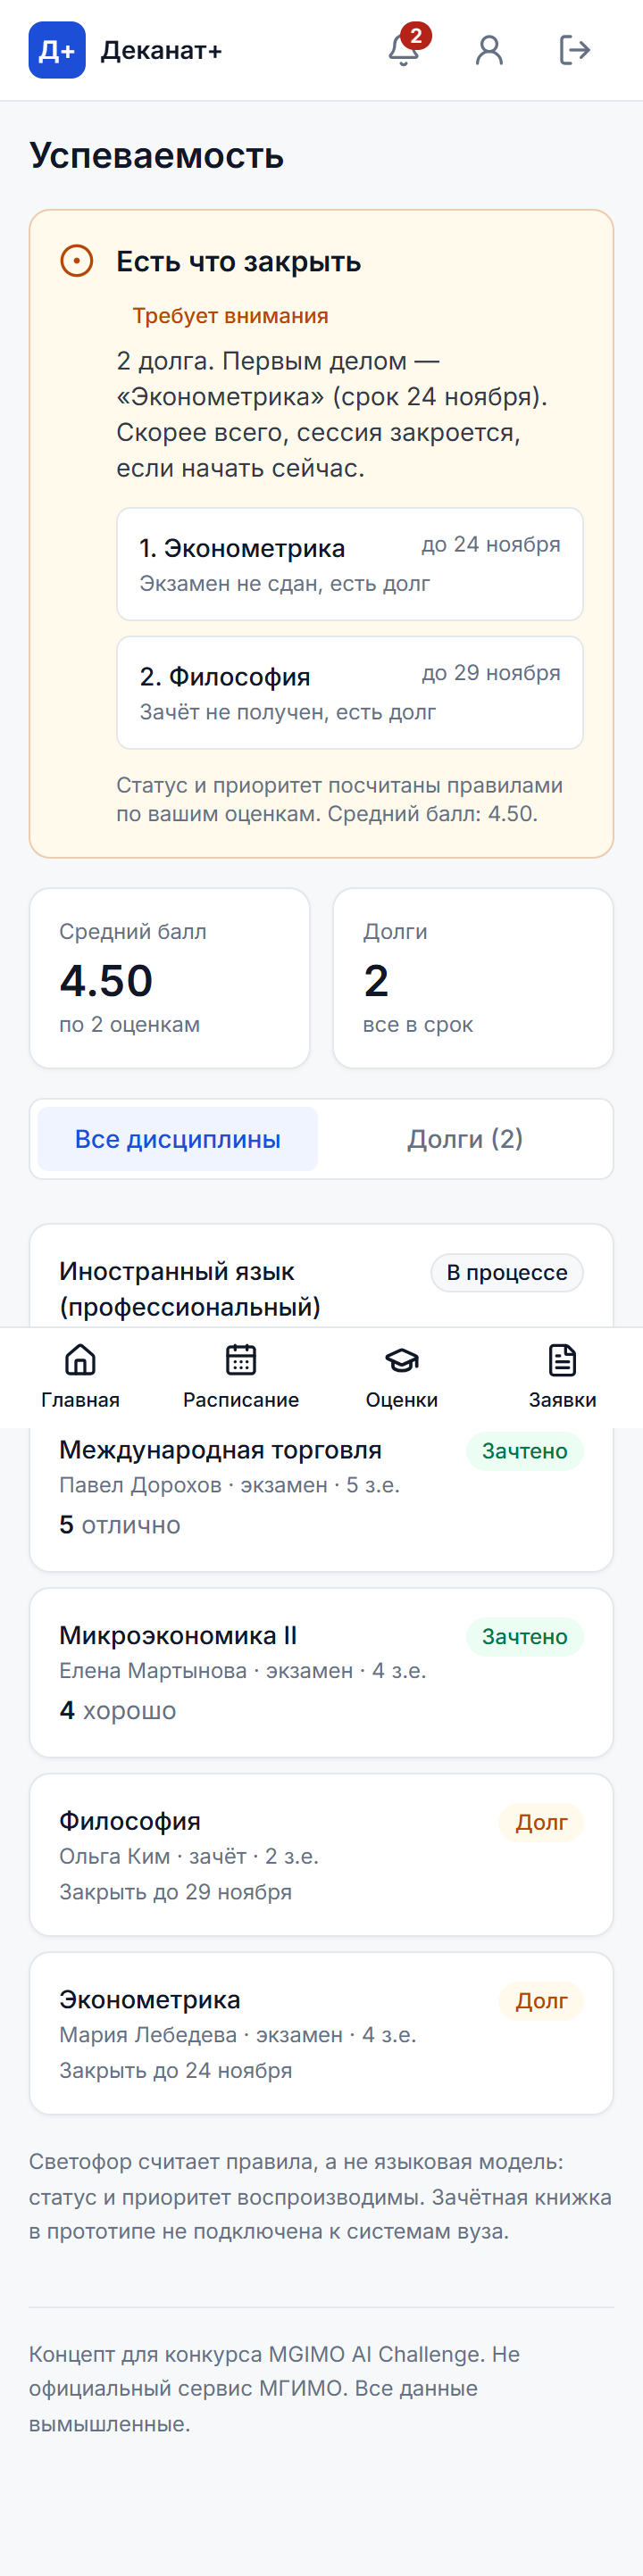 Д+ Деканат+
2
Успеваемость
Есть что закрыть
Требует внимания
2 долга. Первым делом —
«Эконометрика» (срок 24 ноября).
Скорее всего, сессия закроется,
если начать сейчас.
1. Эконометрика до 24 ноября
Экзамен не сдан, есть долг
2. Философия до 29 ноября
Зачёт не получен, есть долг
Статус и приоритет посчитаны правилами
по вашим оценкам. Средний балл: 4.50.
Средний балл
4.50
по 2 оценкам
Долги
2
все в срок
Все дисциплины Долги (2)
Иностранный язык
(профессиональный)
В процессе
Главная Расписание Оценки Заявки
Международная торговля Зачтено
Павел Дорохов · экзамен · 5 з.е.
5 отлично
Микроэкономика II Зачтено
Елена Мартынова · экзамен · 4 з.е.
4 хорошо
Философия Долг
Ольга Ким · зачёт · 2 з.е.
Закрыть до 29 ноября
Эконометрика Долг
Мария Лебедева · экзамен · 4 з.е.
Закрыть до 24 ноября
Светофор считает правила, а не языковая модель:
статус и приоритет воспроизводимы. Зачётная книжка
в прототипе не подключена к системам вуза.
Концепт для конкурса MGIMO AI Challenge. Не
официальный сервис МГИМО. Все данные
вымышленные.